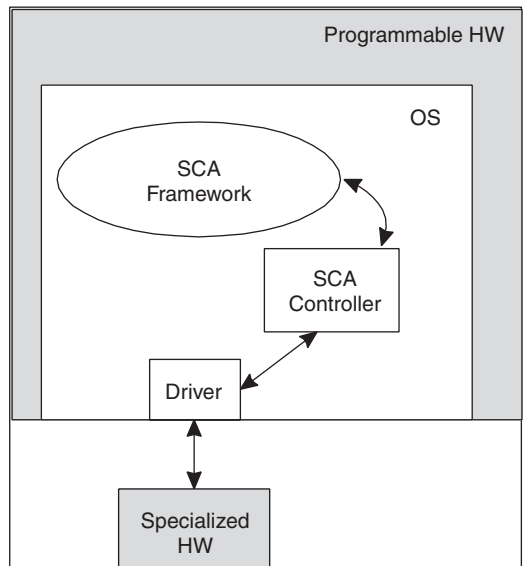 Programmable HW
OS
SCA
Framework
SCA
Controller
Driver
Specialized
HW